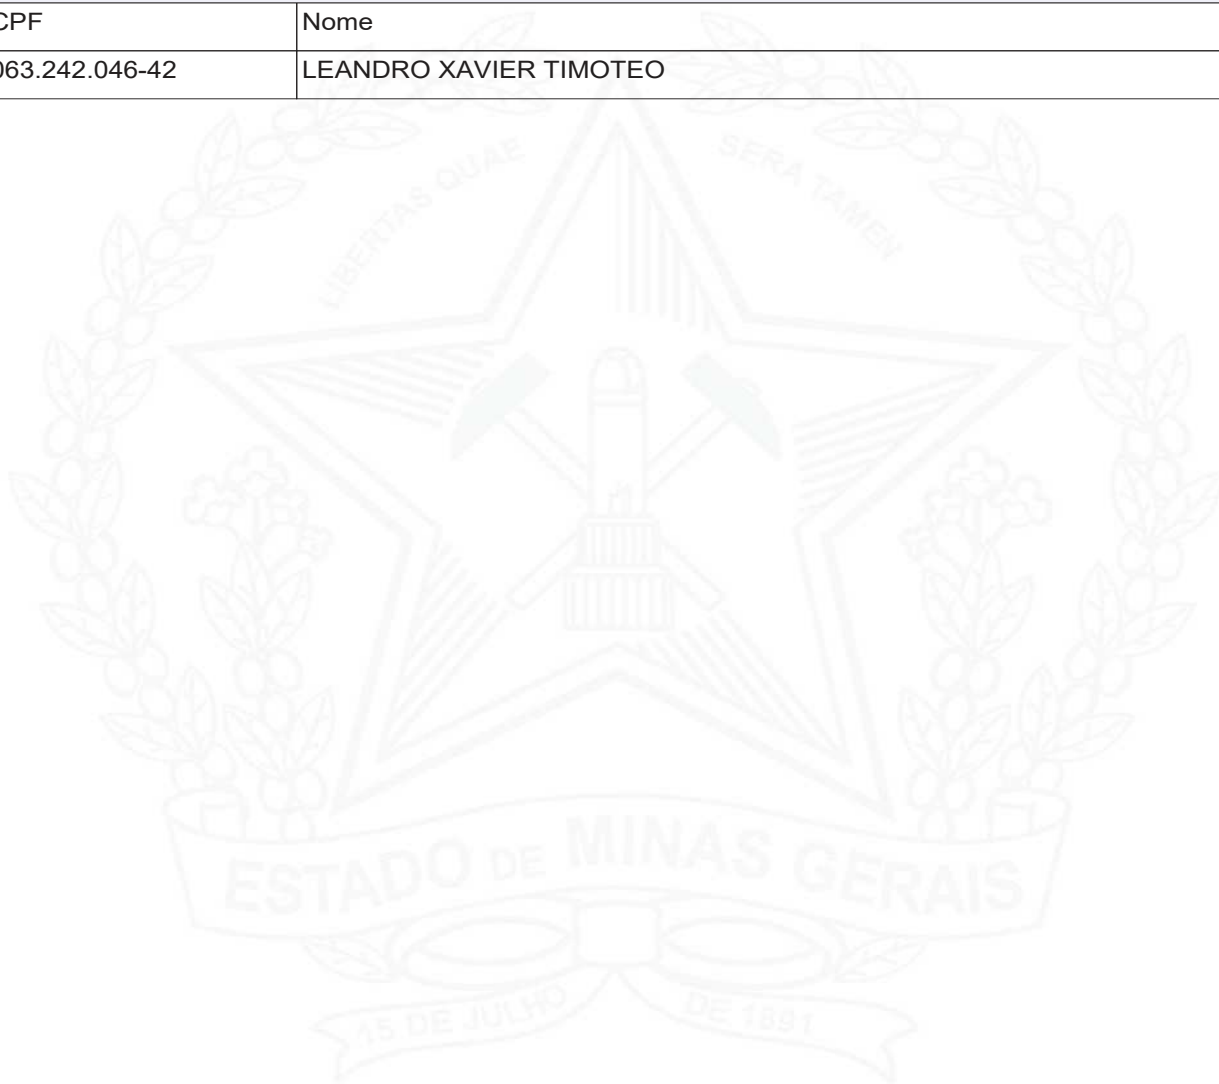 CPF Nome
063.242.046-42 LEANDRO XAVIER TIMOTEO
LIBERTAS QUAE SERA TAMEN
ESTADO DE MINAS GERAIS
15 DE JULHO DE 1891